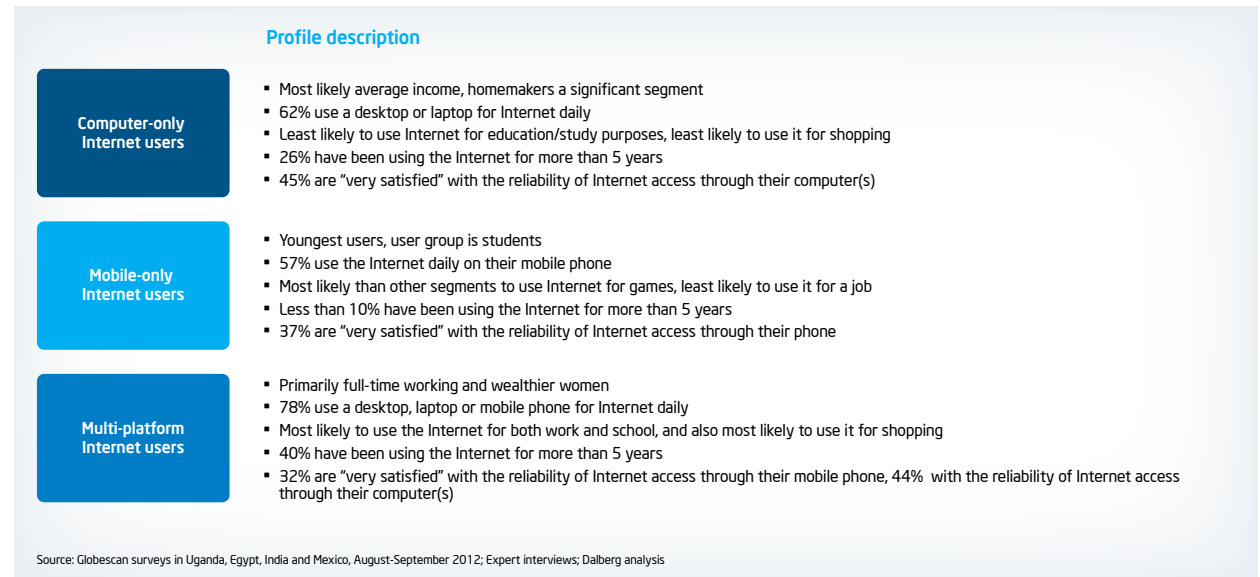 Profile description
Computer-only
Internet users
▪ Most likely average income, homemakers a significant segment
▪ 62% use a desktop or laptop for Internet daily
▪ Least likely to use Internet for education/study purposes, least likely to use it for shopping
▪ 26% have been using the Internet for more than 5 years
▪ 45% are “very satisfied” with the reliability of Internet access through their computer(s)
Mobile-only
Internet users
▪ Youngest users, user group is students
▪ 57% use the Internet daily on their mobile phone
▪ Most likely than other segments to use Internet for games, least likely to use it for a job
▪ Less than 10% have been using the Internet for more than 5 years
▪ 37% are “very satisfied” with the reliability of Internet access through their phone
Multi-platform
Internet users
▪ Primarily full-time working and wealthier women
▪ 78% use a desktop, laptop or mobile phone for Internet daily
▪ Most likely to use the Internet for both work and school, and also most likely to use it for shopping
▪ 40% have been using the Internet for more than 5 years
▪ 32% are “very satisfied” with the reliability of Internet access through their mobile phone, 44% with the reliability of Internet access
through their computer(s)
Source: Globescan surveys in Uganda, Egypt, India and Mexico, August-September 2012; Expert interviews; Dalberg analysis